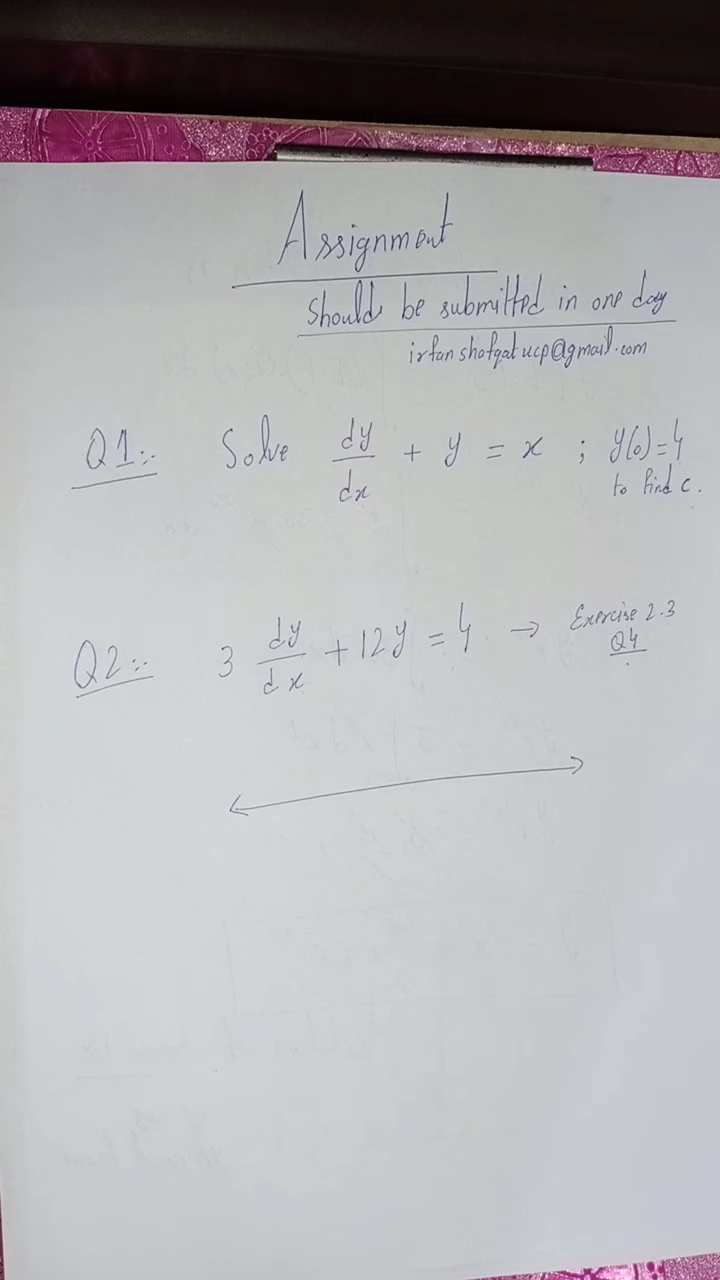 Assignment
Should be submitted in one day
irfanshafqatucp@gmail.com
Q1:- Solve dy/dx + y = x ; y(0)=4
to find c.
Q2:- 3 dy/dx + 12y = 4 → Exercise 2.3
Q4